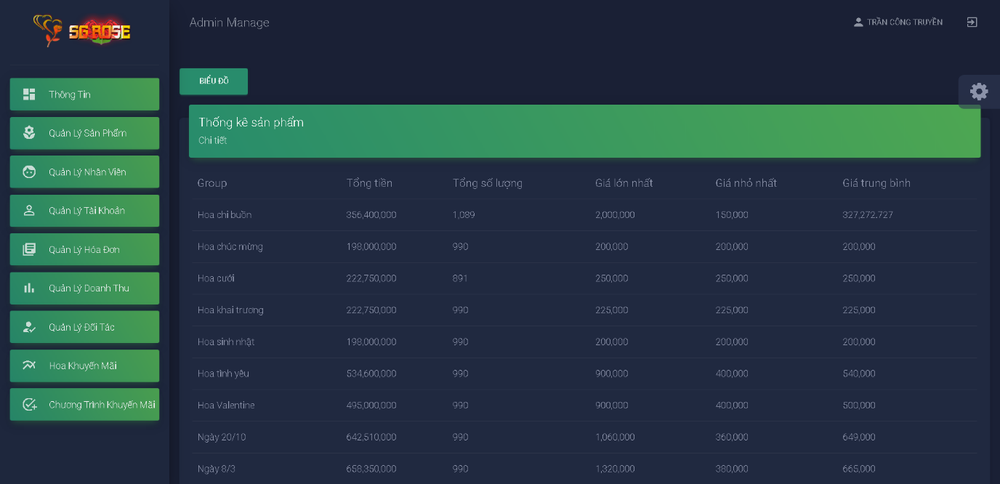 SG ROSE
Admin Manage
TRẦN CÔNG TRUYỀN
Thông Tin
Quản Lý Sản Phẩm
Quản Lý Nhân Viên
Quản Lý Tài Khoản
Quản Lý Hóa Đơn
Quản Lý Doanh Thu
Quản Lý Đối Tác
Hoa Khuyến Mãi
Chương Trình Khuyến Mãi
BIỂU ĐỒ
Thống kê sản phẩm
Chi tiết
Group Tổng tiền Tổng số lượng Giá lớn nhất Giá nhỏ nhất Giá trung bình
Hoa chi buồn 356,400,000 1,089 2,000,000 150,000 327,272.727
Hoa chúc mừng 198,000,000 990 200,000 200,000 200,000
Hoa cưới 222,750,000 891 250,000 250,000 250,000
Hoa khai trương 222,750,000 990 225,000 225,000 225,000
Hoa sinh nhật 198,000,000 990 200,000 200,000 200,000
Hoa tình yêu 534,600,000 990 900,000 400,000 540,000
Hoa Valentine 495,000,000 990 900,000 400,000 500,000
Ngày 20/10 642,510,000 990 1,060,000 360,000 649,000
Ngày 8/3 658,350,000 990 1,320,000 380,000 665,000